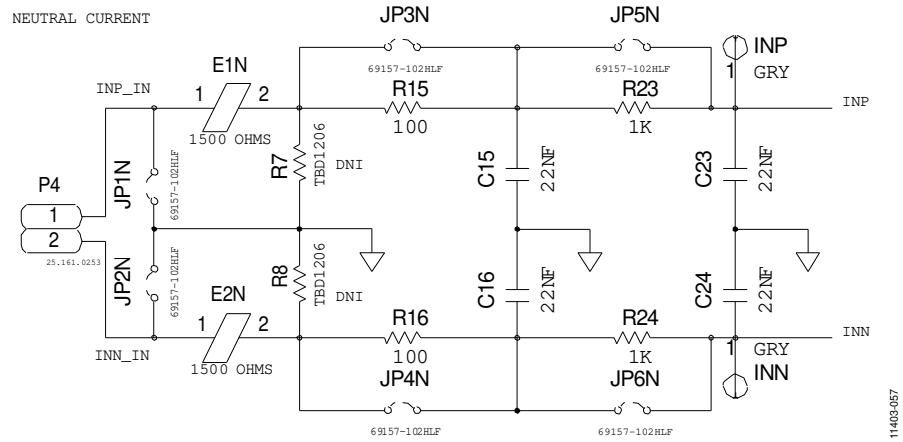 NEUTRAL CURRENT
JP3N
69157-102HLF
JP5N
69157-102HLF
INP
1
GRY
E1N
INP_IN
1
2
1500 OHMS
R15
100
R23
1K
INP
P4
1
2
25.161.0253
JP1N
69157-102HLF
R7
TBD1206
DNI
C15
22NF
C23
22NF
JP2N
69157-102HLF
R8
TBD1206
DNI
C16
22NF
C24
22NF
E2N
1
2
1500 OHMS
INN_IN
R16
100
R24
1K
INN
1
GRY
INN
JP4N
69157-102HLF
JP6N
69157-102HLF
11403-057